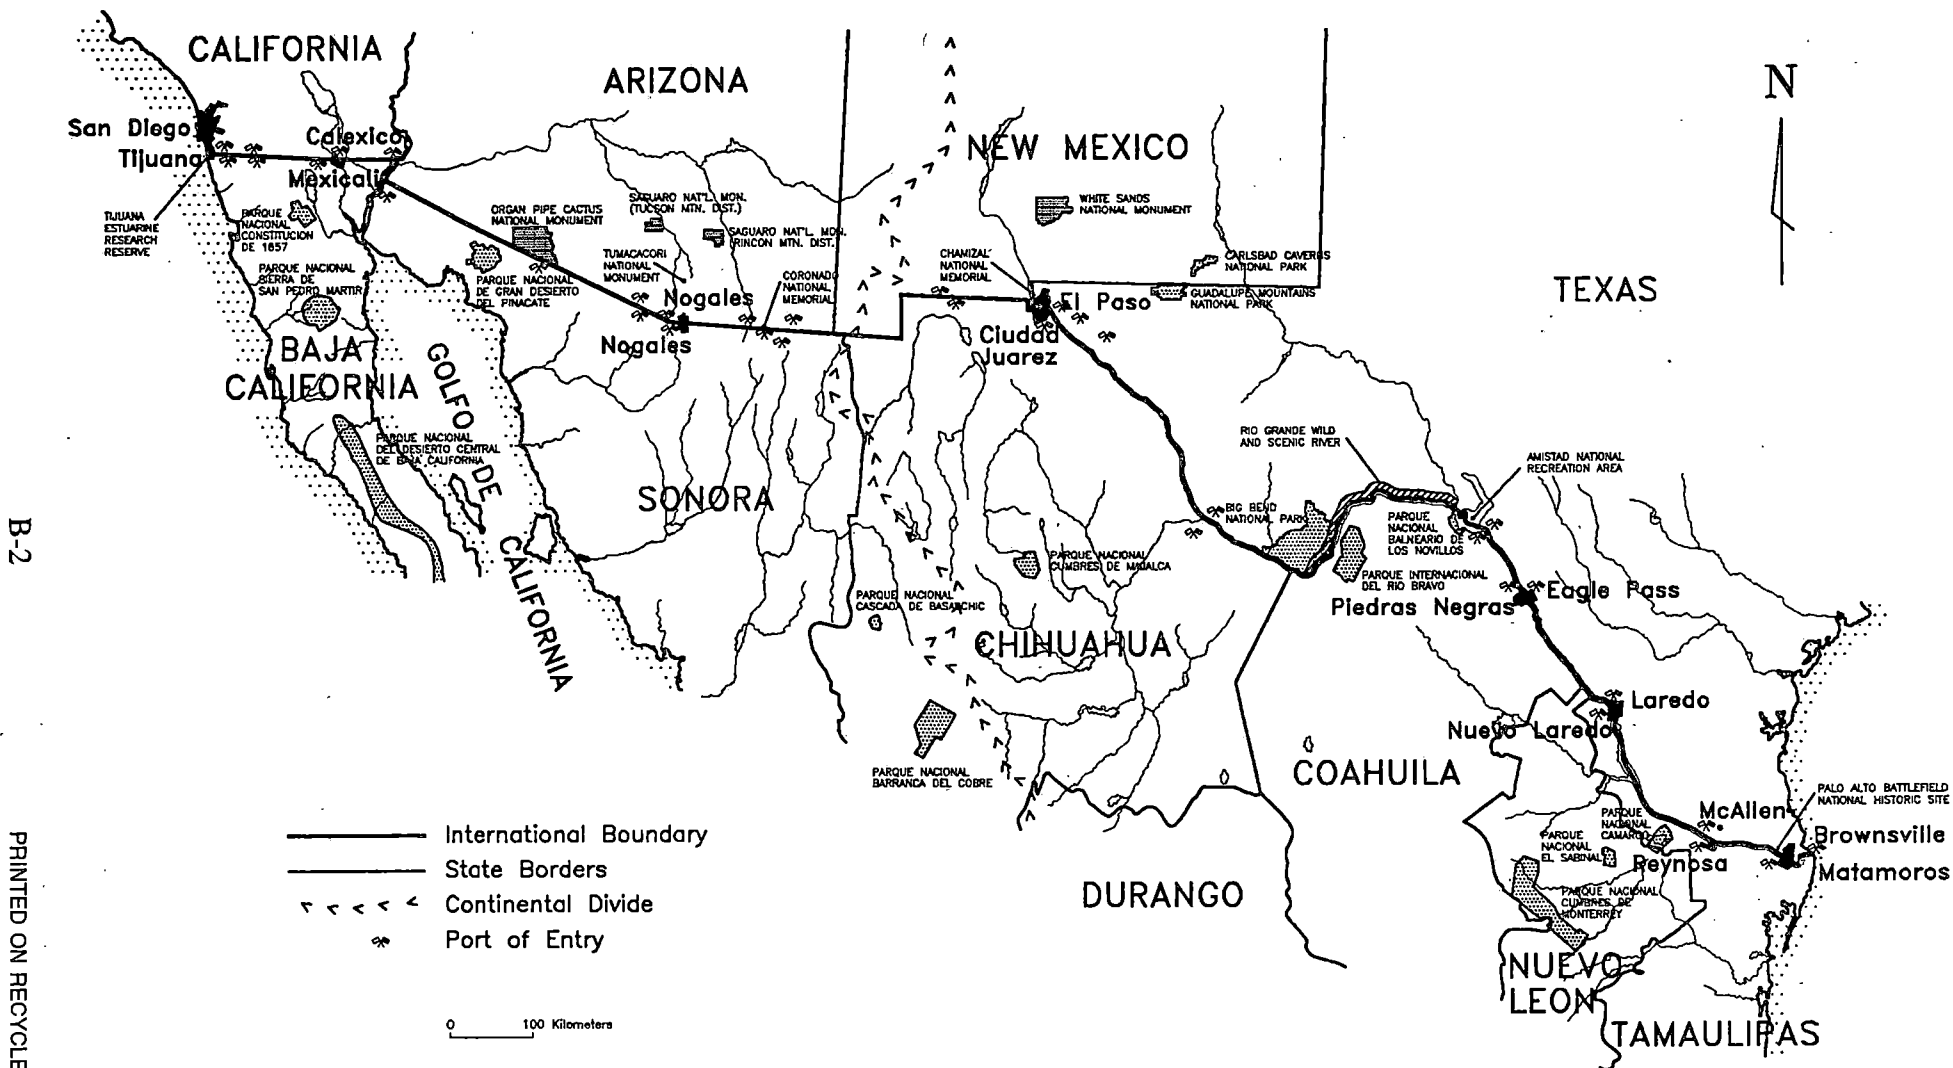 CALIFORNIA
ARIZONA
NEW MEXICO
N
San Diego
Tijuana
Calexico
Mexicali
TIJUANA
ESTUARINE
RESEARCH
RESERVE
PARQUE
NACIONAL
CONSTITUCION
DE 1857
PARQUE NACIONAL
SIERRA DE
SAN PEDRO MARTIR
ORGAN PIPE CACTUS
NATIONAL MONUMENT
SAGUARO NAT'L. MON.
(TUCSON MTN. DIST.)
SAGUARO NAT'L. MON.
RINCON MTN. DIST.
TUMACACORI
NATIONAL
MONUMENT
PARQUE NACIONAL
DE GRAN DESIERTO
DEL PINACATE
CORONADO
NATIONAL
MEMORIAL
Nogales
Nogales
WHITE SANDS
NATIONAL MONUMENT
CHAMIZAL
NATIONAL
MEMORIAL
CARLSBAD CAVERNS
NATIONAL PARK
GUADALUPE MOUNTAINS
NATIONAL PARK
El Paso
Ciudad
Juarez
TEXAS
BAJA
CALIFORNIA
GOLFO DE CALIFORNIA
PARQUE NACIONAL
DEL DESIERTO CENTRAL
DE BAJA CALIFORNIA
SONORA
RIO GRANDE WILD
AND SCENIC RIVER
AMISTAD NATIONAL
RECREATION AREA
BIG BEND
NATIONAL PARK
PARQUE
NACIONAL
BALNEARIO DE
LOS NOVILLOS
PARQUE INTERNACIONAL
DEL RIO BRAVO
PARQUE NACIONAL
CUMBRES DE MAJALCA
PARQUE NACIONAL
CASCADA DE BASACHIC
CHIHUAHUA
Eagle Pass
Piedras Negras
Laredo
Nuevo Laredo
PARQUE NACIONAL
BARRANCA DEL COBRE
COAHUILA
PALO ALTO BATTLEFIELD
NATIONAL HISTORIC SITE
McAllen
PARQUE
NACIONAL
CAMARGO
PARQUE
NACIONAL
EL SABINAL
Brownsville
Reynosa
Matamoros
PARQUE NACIONAL
CUMBRES DE
MONTERREY
DURANGO
NUEVO
LEON
TAMAULIPAS
International Boundary
State Borders
Continental Divide
Port of Entry
0 100 Kilometers
B-2
PRINTED ON RECYCLE